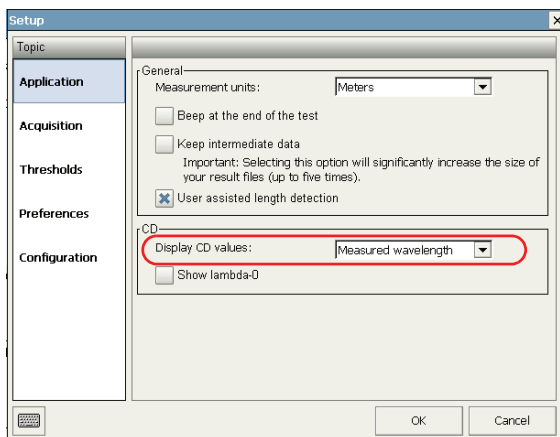 Setup
Topic
Application
Acquisition
Thresholds
Preferences
Configuration
General
Measurement units: Meters
Beep at the end of the test
Keep intermediate data
Important: Selecting this option will significantly increase the size of
your result files (up to five times).
User assisted length detection
CD
Display CD values: Measured wavelength
Show lambda-0
OK Cancel